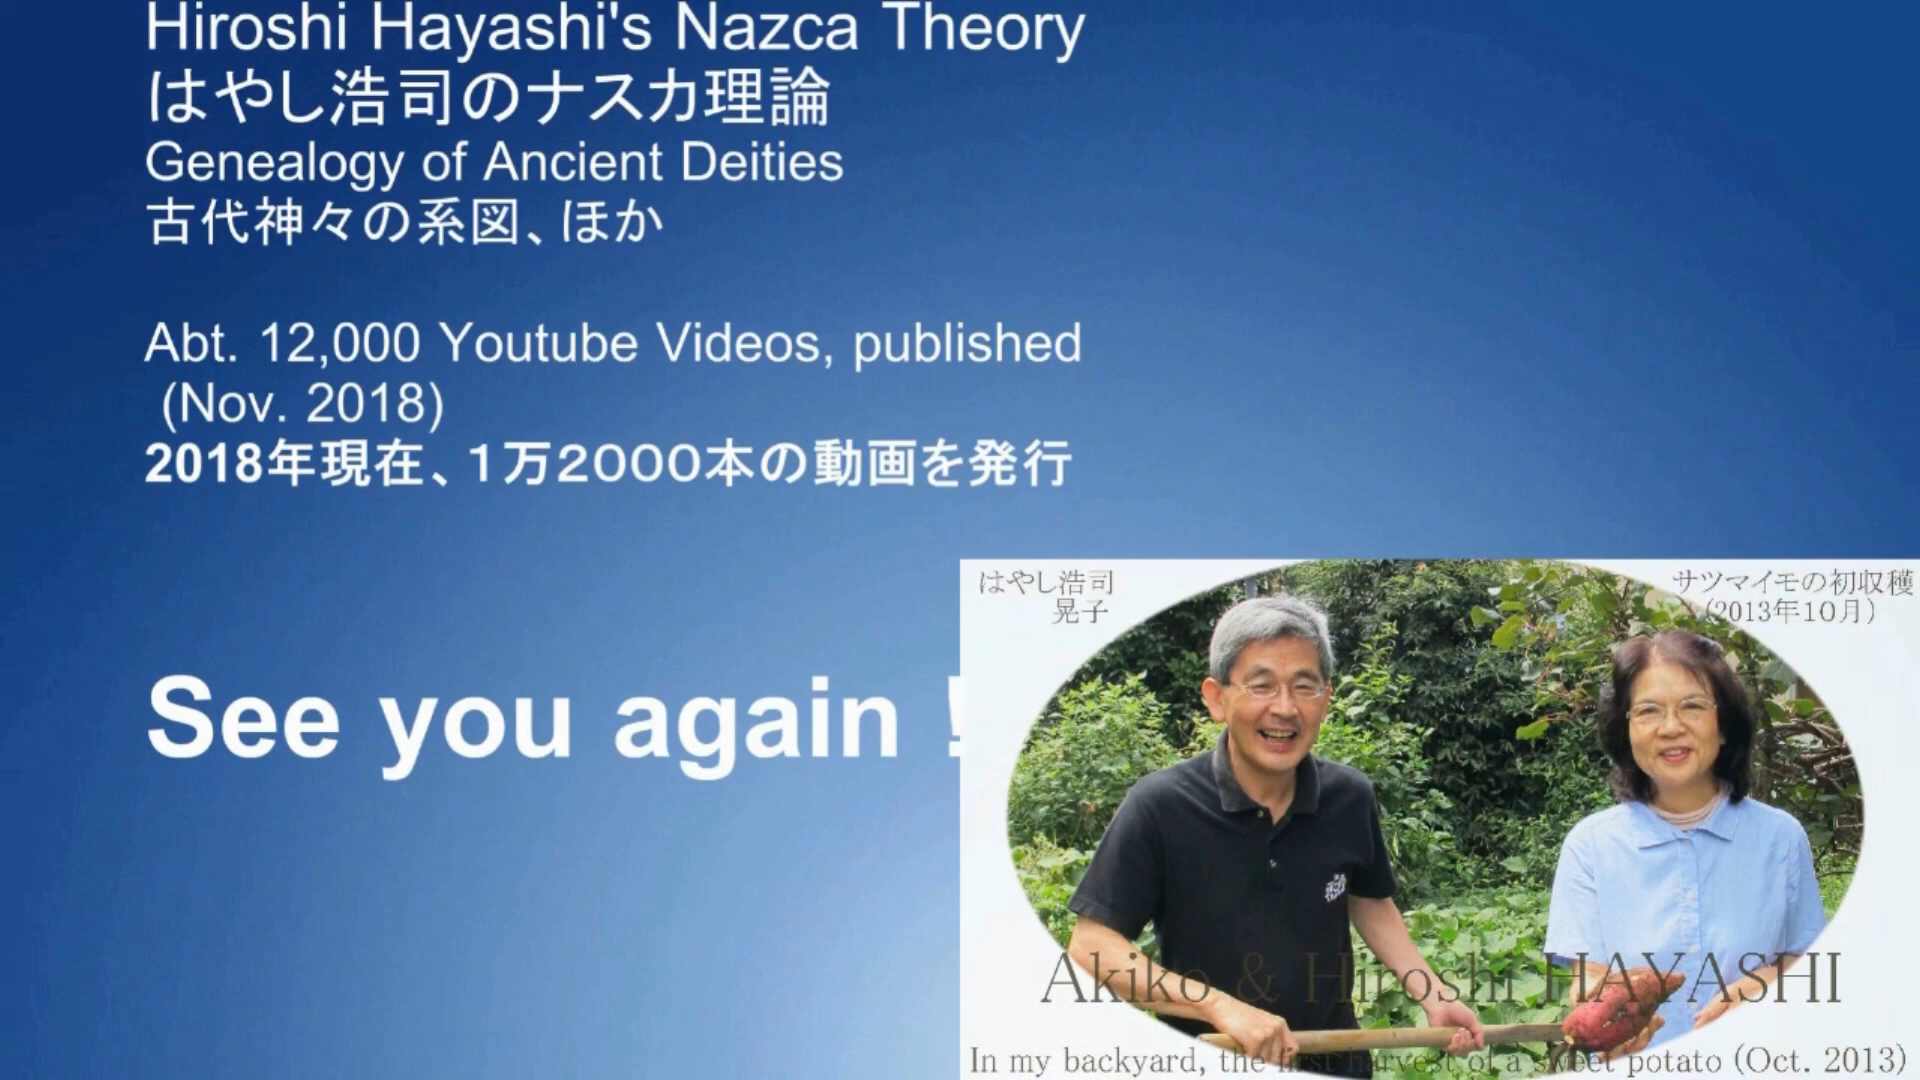 Hiroshi Hayashi's Nazca Theory
はやし浩司のナスカ理論
Genealogy of Ancient Deities
古代神々の系図、ほか
Abt. 12,000 Youtube Videos, published
(Nov. 2018)
2018年現在、１万２０００本の動画を発行
See you again !
はやし浩司
晃子
サツマイモの初収穫
(2013年10月)
Akiko & Hiroshi HAYASHI
In my backyard, the first harvest of a sweet potato (Oct. 2013)